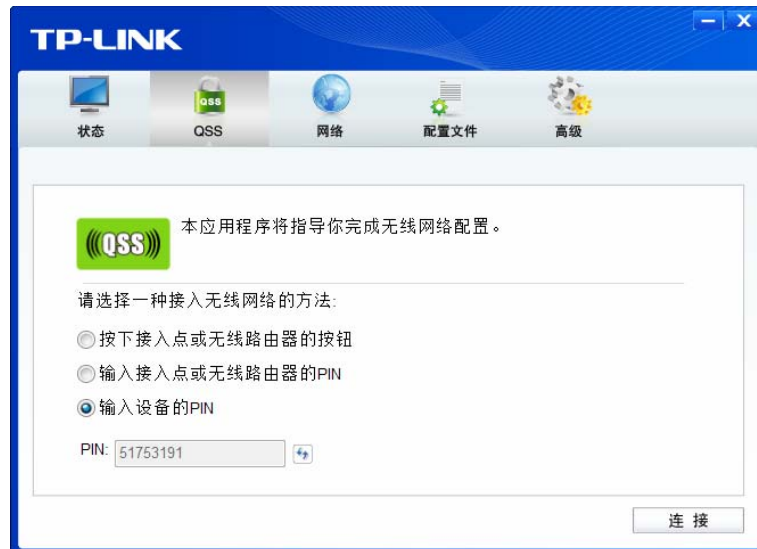 TP-LINK
QSS
状态
QSS
网络
配置文件
高级
QSS
本应用程序将指导你完成无线网络配置。
请选择一种接入无线网络的方法:
按下接入点或无线路由器的按钮
输入接入点或无线路由器的PIN
输入设备的PIN
PIN: 51753191
连 接